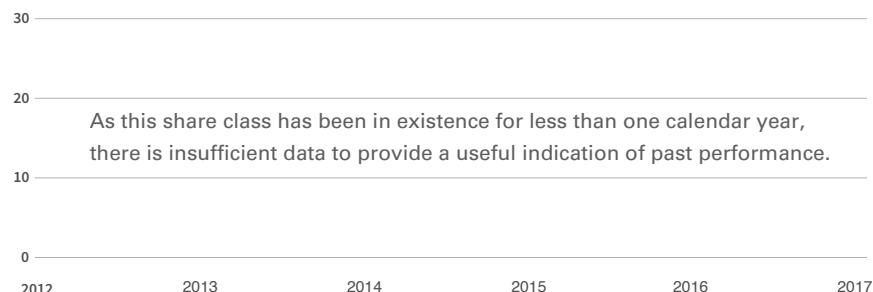 30
20
As this share class has been in existence for less than one calendar year,
there is insufficient data to provide a useful indication of past performance.
10
0
2012 2013 2014 2015 2016 2017